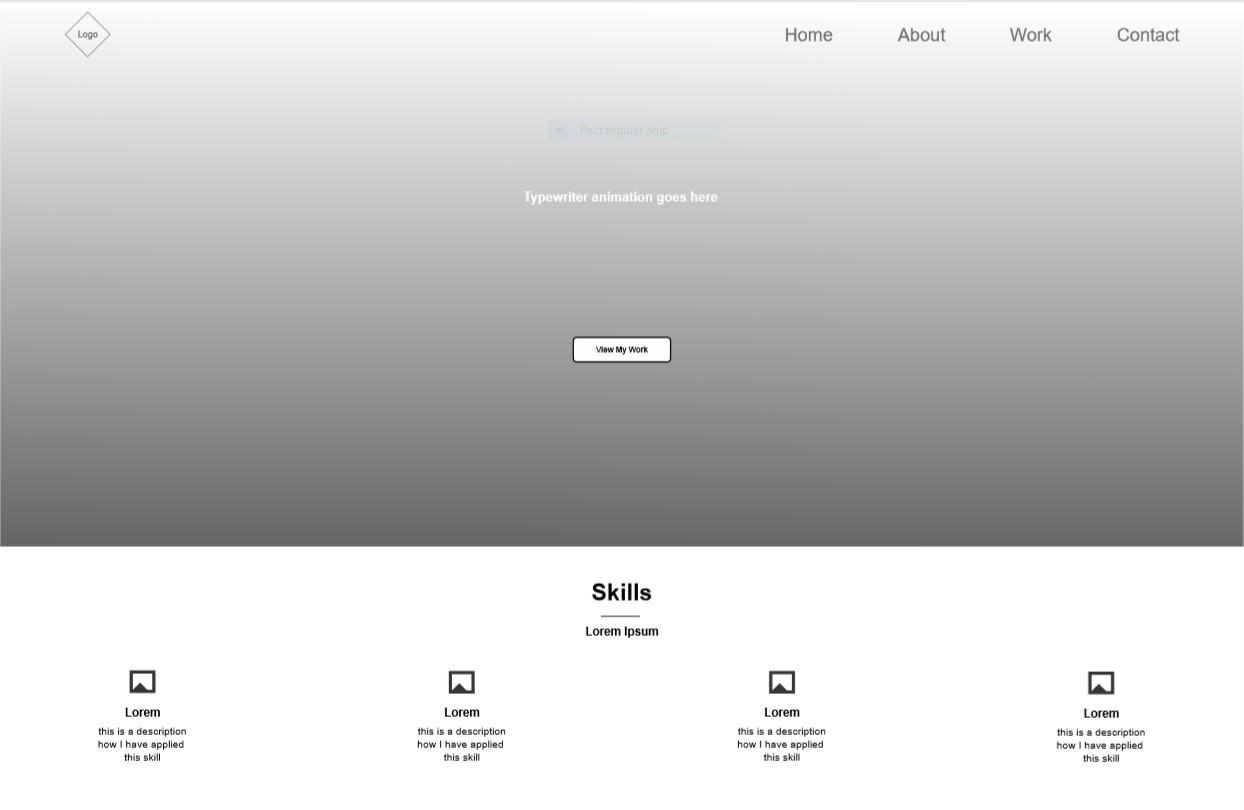 Logo
Home About Work Contact
Rectangular Snip
Typewriter animation goes here
View My Work
Skills
Lorem Ipsum
Lorem
this is a description
how I have applied
this skill
Lorem
this is a description
how I have applied
this skill
Lorem
this is a description
how I have applied
this skill
Lorem
this is a description
how I have applied
this skill